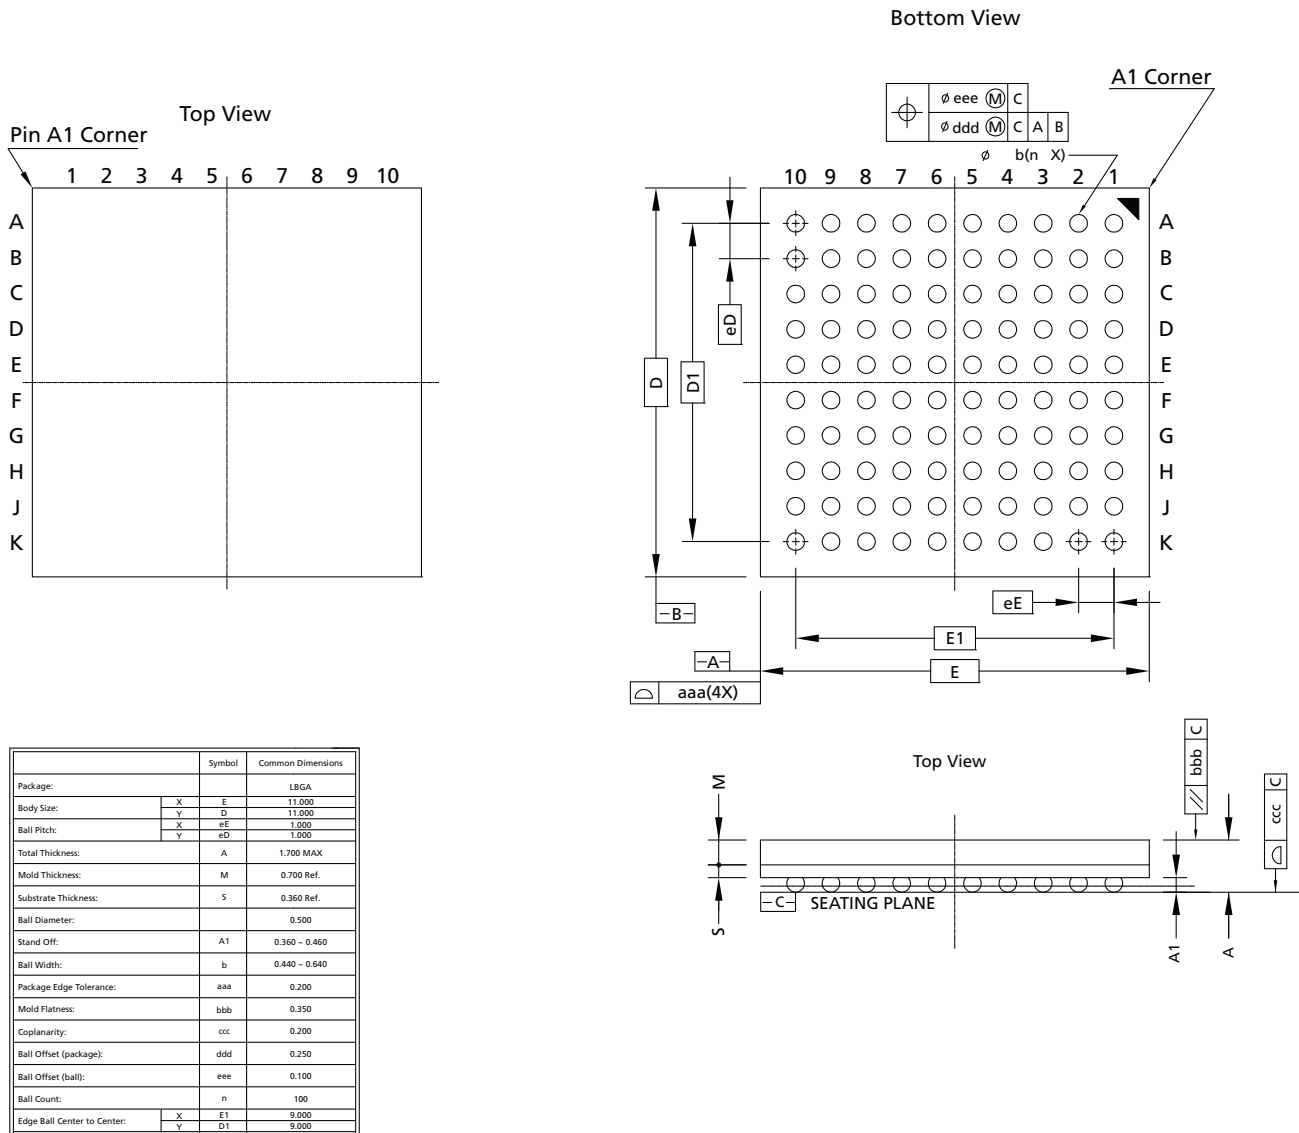 Bottom View
A1 Corner
⌀ eee Ⓜ C
⌀ ddd Ⓜ C A B
⌀ b(n X)
10 9 8 7 6 5 4 3 2 1
A
B
C
D
E
F
G
H
J
K
eD
D1
D
eE
E1
E
-B-
-A-
aaa(4X)
Top View
Pin A1 Corner
1 2 3 4 5 6 7 8 9 10
A
B
C
D
E
F
G
H
J
K
Top View
M
S
bbb C
ccc C
-C- SEATING PLANE
A1
A
Symbol Common Dimensions
Package: LBGA
Body Size: X E 11.000
Y D 11.000
Ball Pitch: X eE 1.000
Y eD 1.000
Total Thickness: A 1.700 MAX
Mold Thickness: M 0.700 Ref.
Substrate Thickness: S 0.360 Ref.
Ball Diameter: 0.500
Stand Off: A1 0.360 ~ 0.460
Ball Width: b 0.440 ~ 0.640
Package Edge Tolerance: aaa 0.200
Mold Flatness: bbb 0.350
Coplanarity: ccc 0.200
Ball Offset (package): ddd 0.250
Ball Offset (ball): eee 0.100
Ball Count: n 100
Edge Ball Center to Center: X E1 9.000
Y D1 9.000